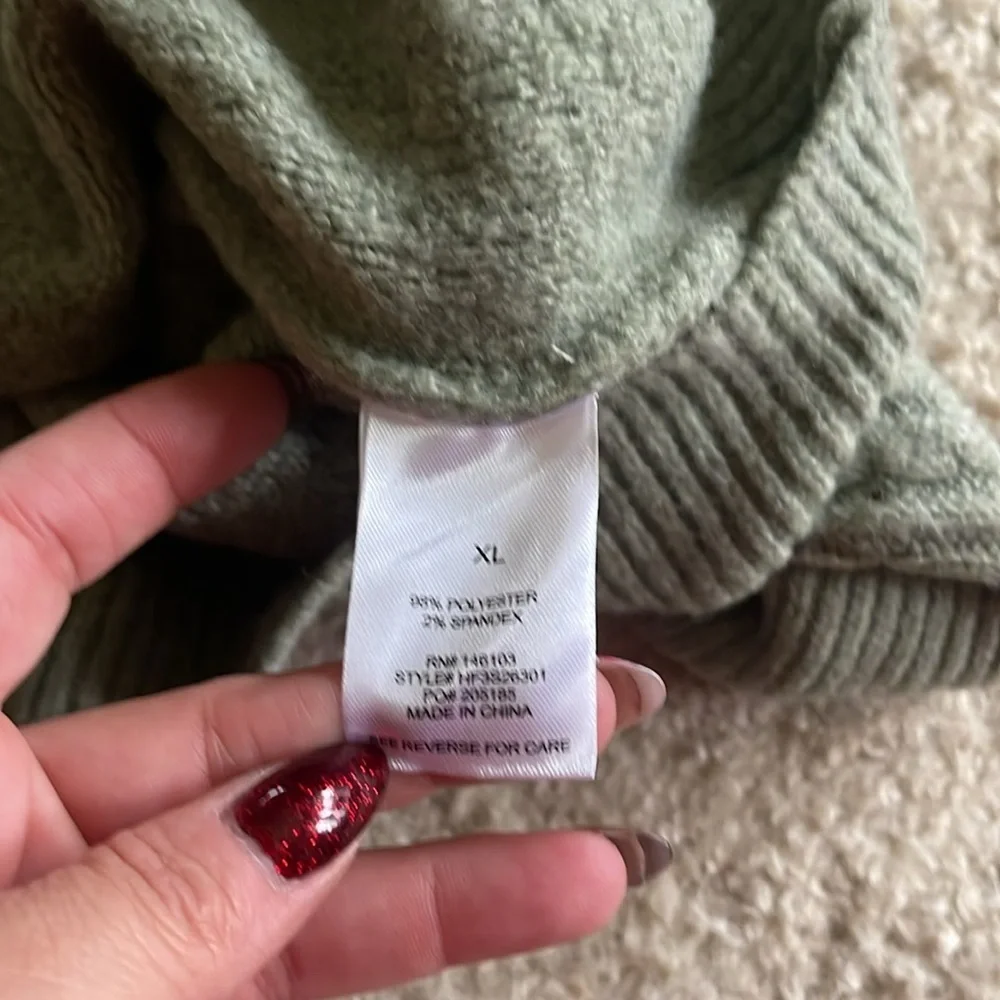 XL
98% POLYESTER
2% SPANDEX
RN# 146103
STYLE# HF3S26301
PO# 205185
MADE IN CHINA
SEE REVERSE FOR CARE